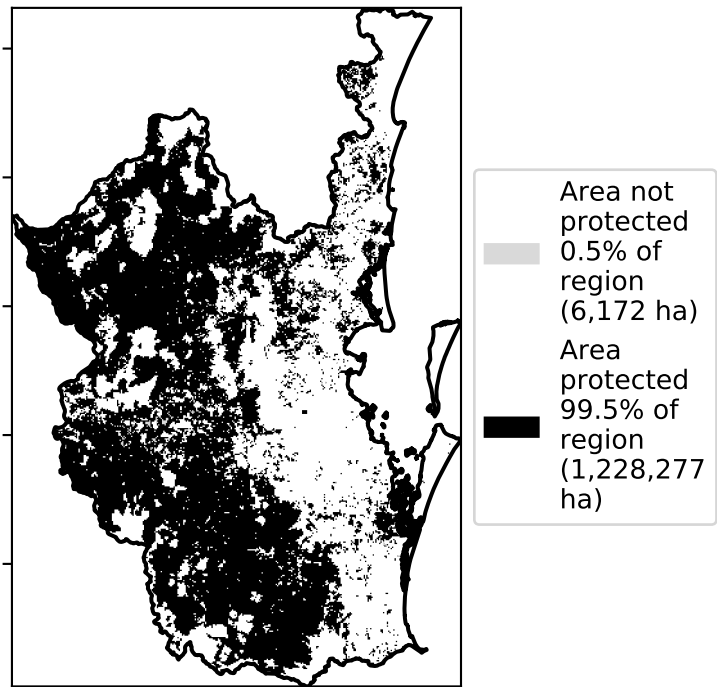 Area not
protected
0.5% of
region
(6,172 ha)
Area
protected
99.5% of
region
(1,228,277
ha)